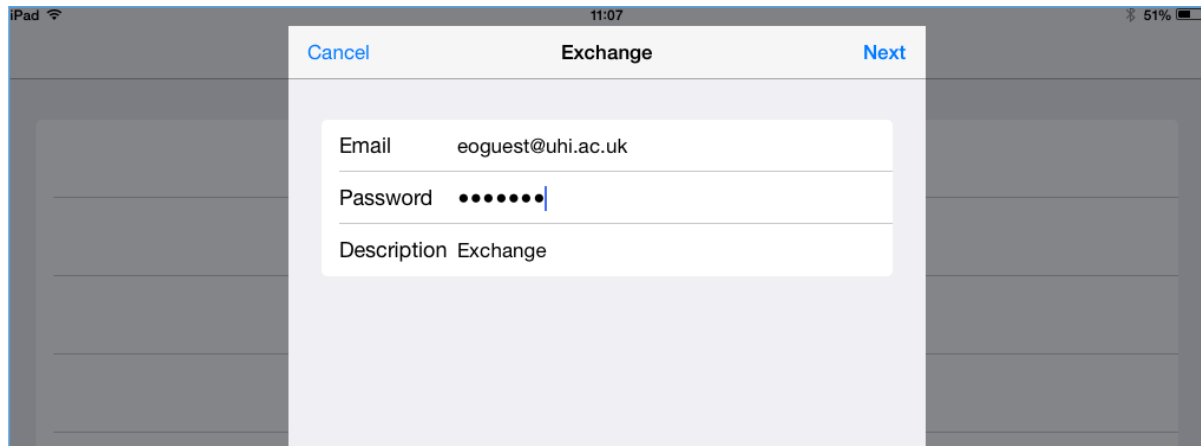 iPad 11:07 51%
Cancel Exchange Next
Email eoguest@uhi.ac.uk
Password •••••••
Description Exchange